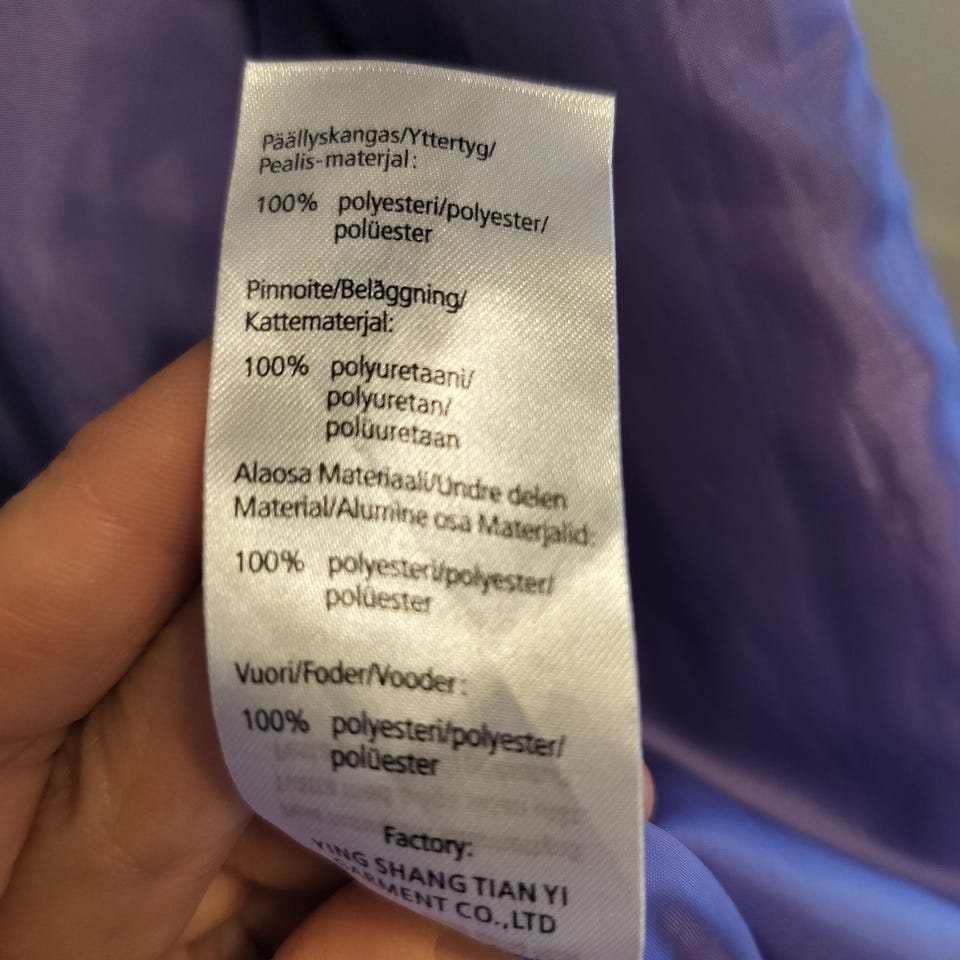 Päällyskangas/Yttertyg/
Pealis-materjal:
100% polyesteri/polyester/
polüester
Pinnoite/Beläggning/
Kattematerjal:
100% polyuretaani/
polyuretan/
polüuretaan
Alaosa Materiaali/Undre delen
Material/Alumine osa Materjalid:
100% polyesteri/polyester/
polüester
Vuori/Foder/Vooder:
100% polyesteri/polyester/
polüester
Factory:
YING SHANG TIAN YI
GARMENT CO.,LTD